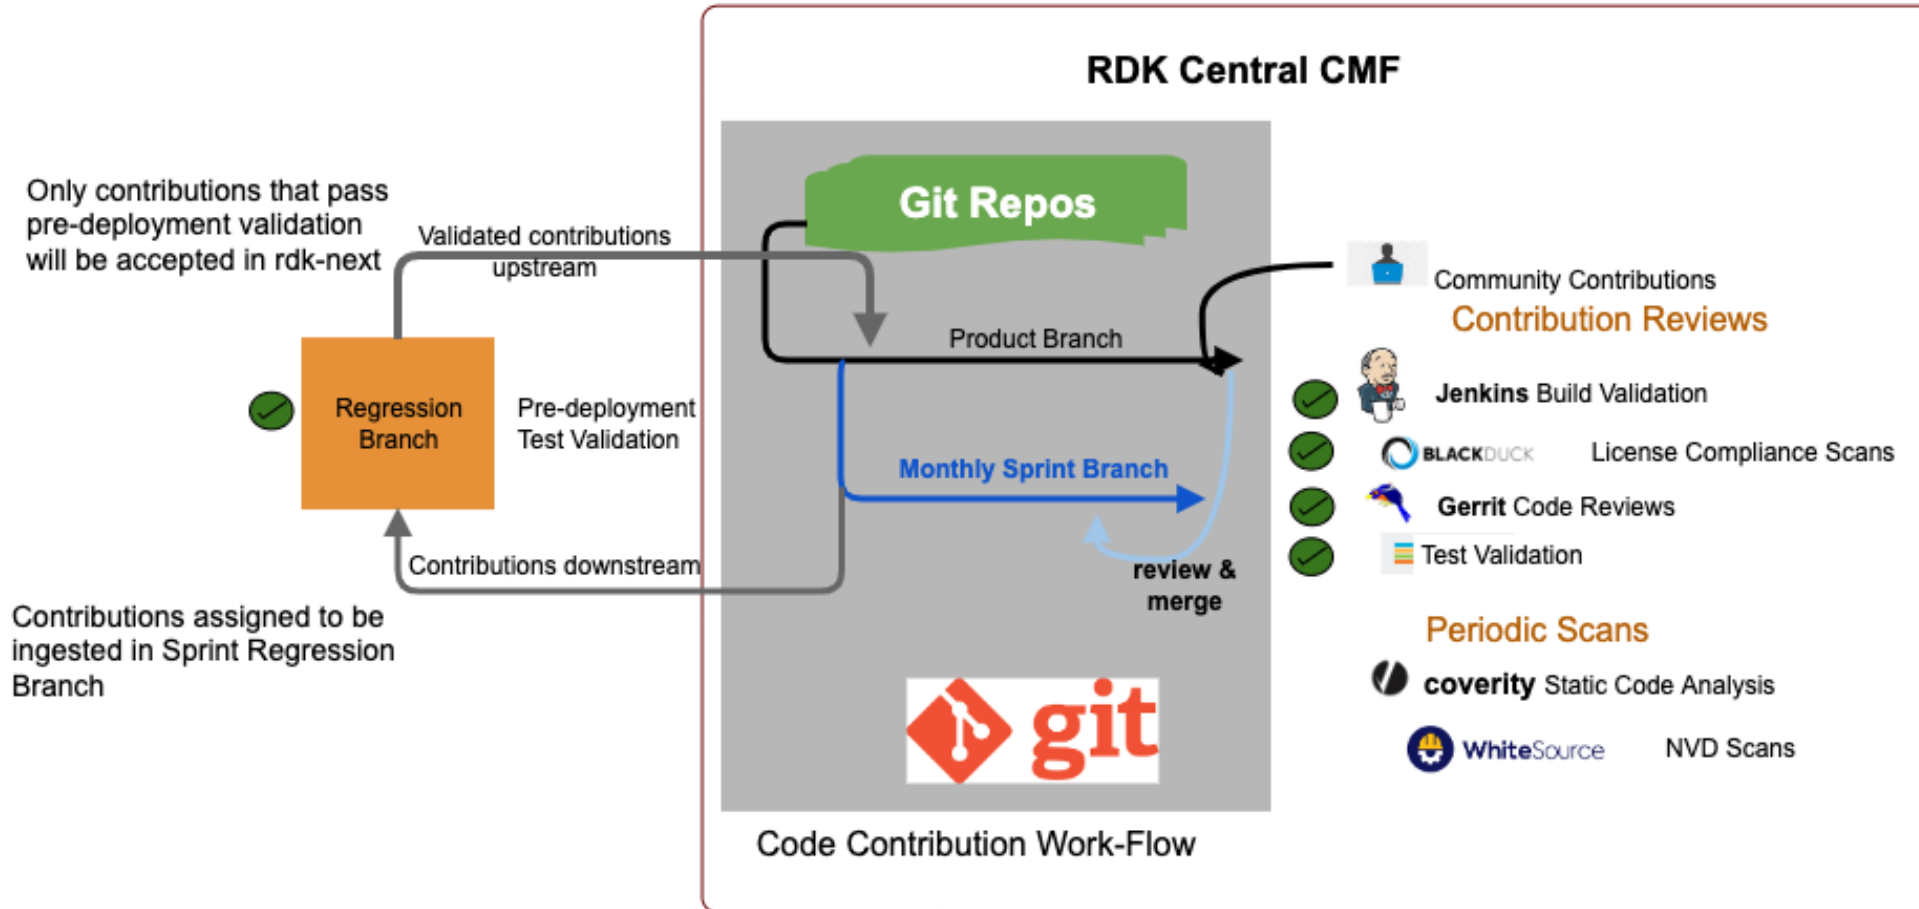 RDK Central CMF
Git Repos
Only contributions that pass
pre-deployment validation
will be accepted in rdk-next
Validated contributions
upstream
Community Contributions
Contribution Reviews
Product Branch
Jenkins Build Validation
Regression
Branch
Pre-deployment
Test Validation
BLACKDUCK License Compliance Scans
Monthly Sprint Branch
Gerrit Code Reviews
Test Validation
Contributions downstream
review &
merge
Contributions assigned to be
ingested in Sprint Regression
Branch
Periodic Scans
coverity Static Code Analysis
git
WhiteSource NVD Scans
Code Contribution Work-Flow